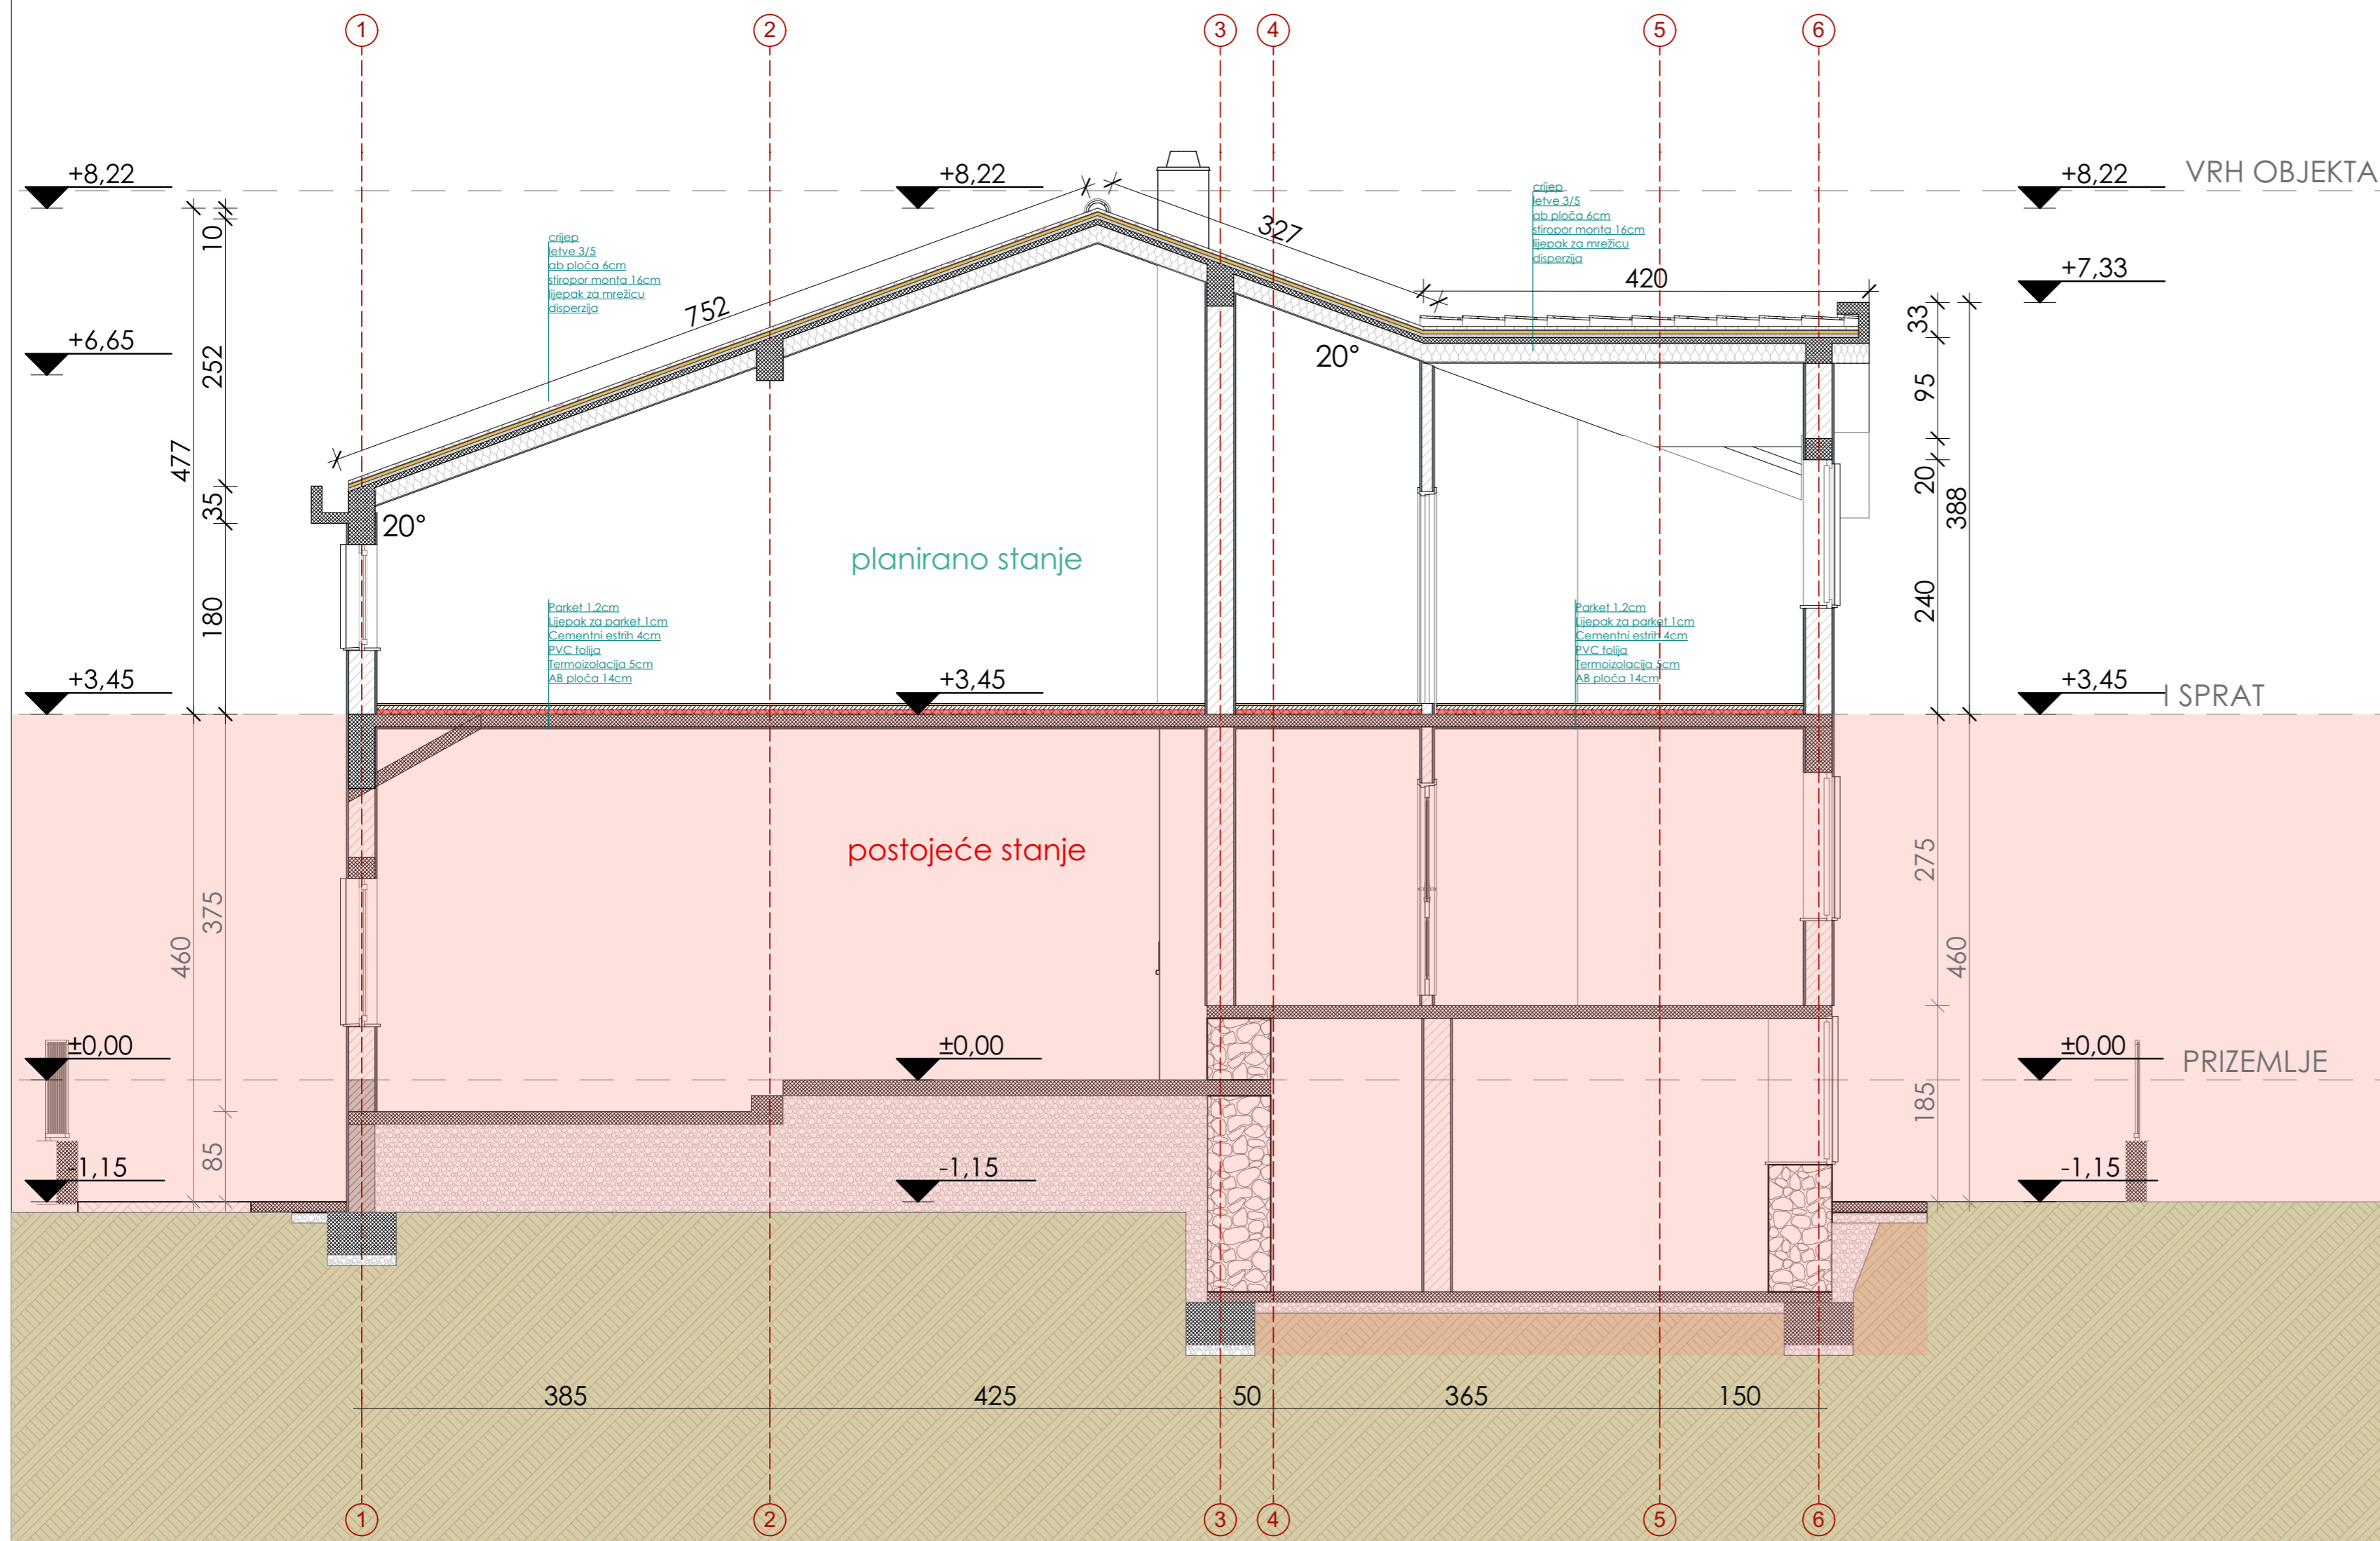 1 2 3 4 5 6
+8,22 +8,22 +8,22 VRH OBJEKTA
+7,33
+6,65
+3,45 +3,45 +3,45 I SPRAT
±0,00 ±0,00 ±0,00 PRIZEMLJE
-1,15 -1,15 -1,15
10
252
35
180
477
375
85
460
752
327
420
20°
20°
crijep
letve 3/5
ab ploča 6cm
stiropor monta 16cm
lijepak za mrežicu
disperzija
crijep
letve 3/5
ab ploča 6cm
stiropor monta 16cm
lijepak za mrežicu
disperzija
planirano stanje
Parket 1,2cm
Lijepak za parket 1cm
Cementni estrih 4cm
PVC folija
Termoizolacija 5cm
AB ploča 14cm
Parket 1,2cm
Lijepak za parket 1cm
Cementni estrih 4cm
PVC folija
Termoizolacija 5cm
AB ploča 14cm
postojeće stanje
33
95
20
240
388
275
185
460
385 425 50 365 150
1 2 3 4 5 6